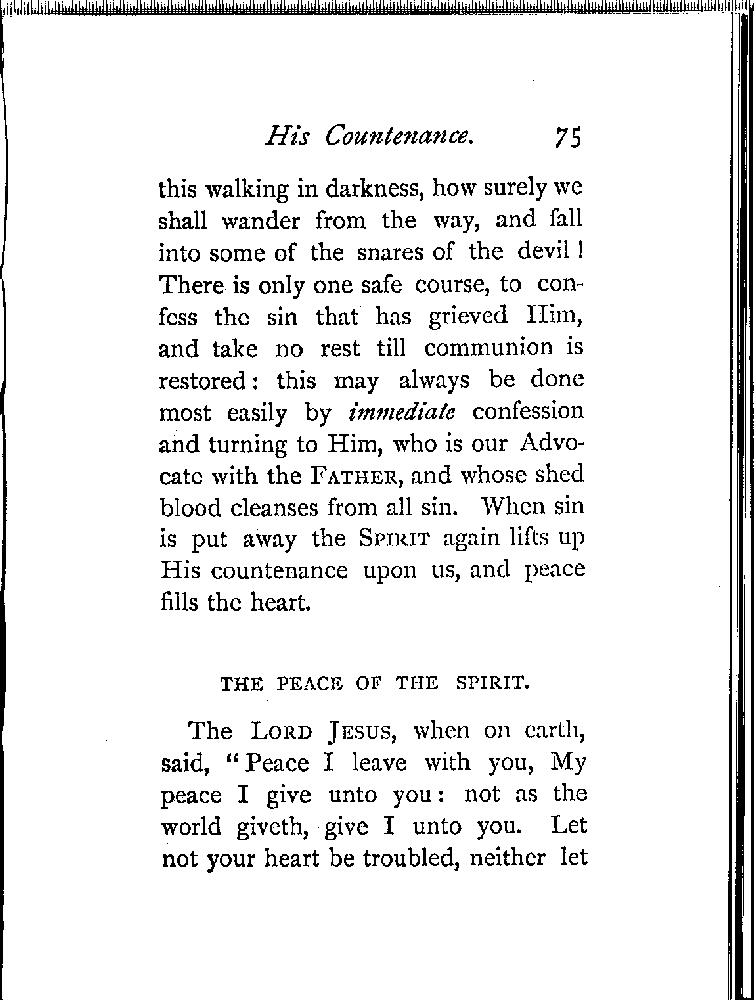 His Countenance. 75
this walking in darkness, how surely we
shall wander from the way, and fall
into some of the snares of the devil!
There is only one safe course, to con-
fess the sin that has grieved Him,
and take no rest till communion is
restored: this may always be done
most easily by immediate confession
and turning to Him, who is our Advo-
cate with the FATHER, and whose shed
blood cleanses from all sin. When sin
is put away the SPIRIT again lifts up
His countenance upon us, and peace
fills the heart.
THE PEACE OF THE SPIRIT.
The LORD JESUS, when on earth,
said, "Peace I leave with you, My
peace I give unto you: not as the
world giveth, give I unto you. Let
not your heart be troubled, neither let